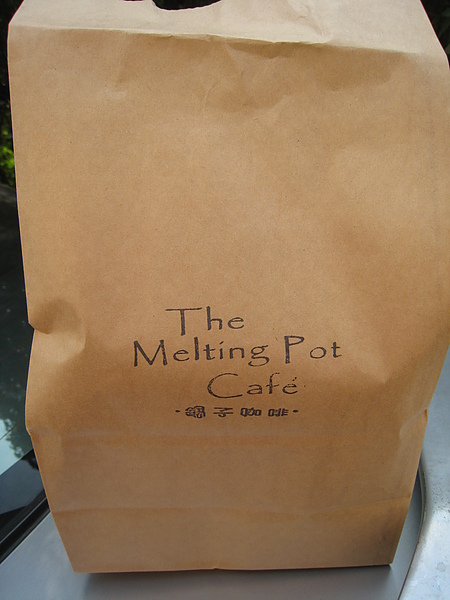 The
Melting Pot
Café
·鍋子咖啡·